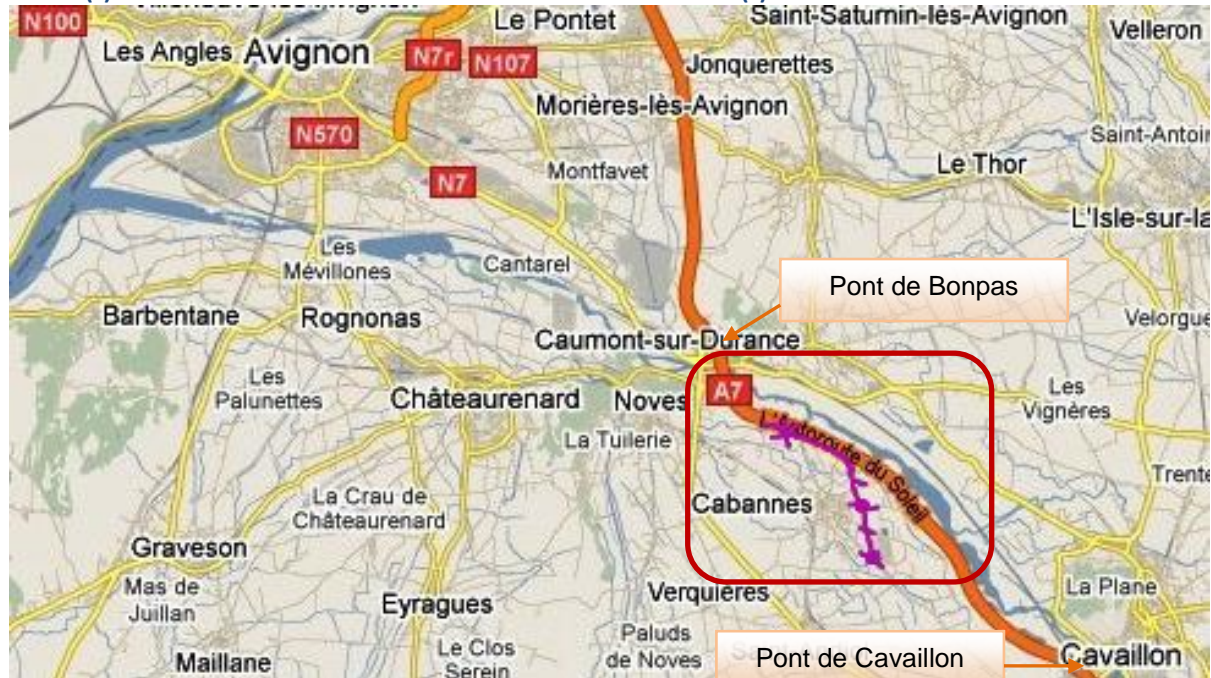 N100
Le Pontet
Saint-Saturnin-lès-Avignon
Velleron
Les Angles
Avignon
N7r
N107
Jonquerettes
Morières-lès-Avignon
N570
Saint-Antoin
Montfavet
Le Thor
N7
L'Isle-sur-la
Les
Mévillones
Cantarel
Pont de Bonpas
Barbentane
Rognonas
Velorgue
Caumont-sur-Durance
Les
Palunettes
Châteaurenard
Noves
A7
Les
Vignères
L'Autoroute du Soleil
La Tuilerie
Trente
La Crau de
Châteaurenard
Cabannes
Graveson
Mas de
Juillan
Eyragues
Verquières
La Plane
Maillane
Le Clos
Serein
Paluds
de Noves
Pont de Cavaillon
Cavaillon